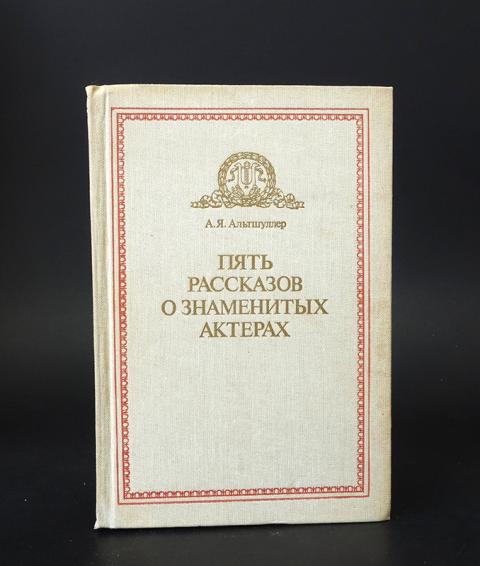 А. Я. Альтшуллер
ПЯТЬ
РАССКАЗОВ
О ЗНАМЕНИТЫХ
АКТЕРАХ